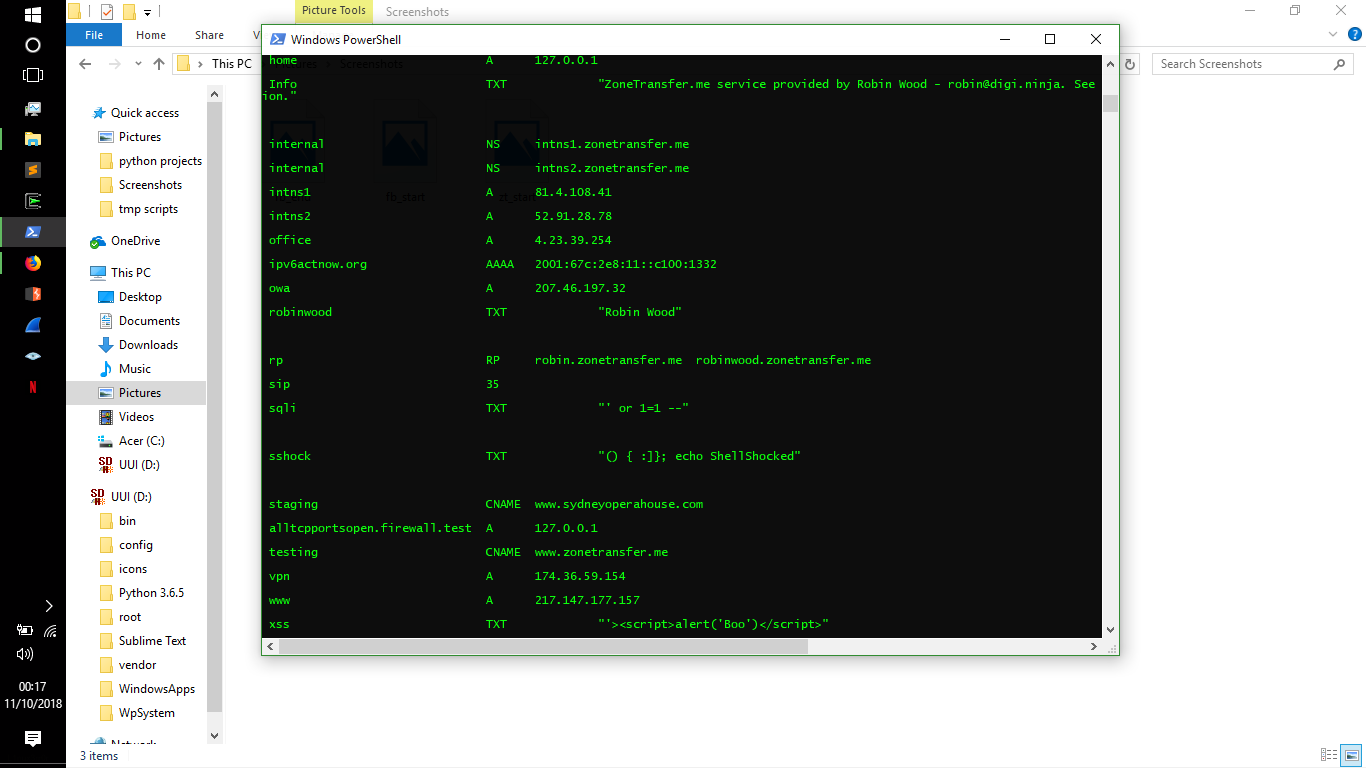 Picture Tools
Screenshots
File
Home
Share
V
This PC
Search Screenshots
Quick access
Pictures
python projects
Screenshots
tmp scripts
OneDrive
This PC
Desktop
Documents
Downloads
Music
Pictures
Videos
Acer (C:)
UUI (D:)
UUI (D:)
bin
config
icons
Python 3.6.5
root
Sublime Text
vendor
WindowsApps
WpSystem
Network
3 items
00:17
11/10/2018
Windows PowerShell
home A 127.0.0.1
Info TXT "ZoneTransfer.me service provided by Robin Wood - robin@digi.ninja. See
ion."
internal NS intns1.zonetransfer.me
internal NS intns2.zonetransfer.me
intns1 A 81.4.108.41
fb_start
intns2 A 52.91.28.78
office A 4.23.39.254
ipv6actnow.org AAAA 2001:67c:2e8:11::c100:1332
owa A 207.46.197.32
robinwood TXT "Robin Wood"
rp RP robin.zonetransfer.me robinwood.zonetransfer.me
sip 35
sqli TXT "' or 1=1 --"
sshock TXT "() { :]}; echo ShellShocked"
staging CNAME www.sydneyoperahouse.com
alltcpportsopen.firewall.test A 127.0.0.1
testing CNAME www.zonetransfer.me
vpn A 174.36.59.154
www A 217.147.177.157
xss TXT "'><script>alert('Boo')</script>"